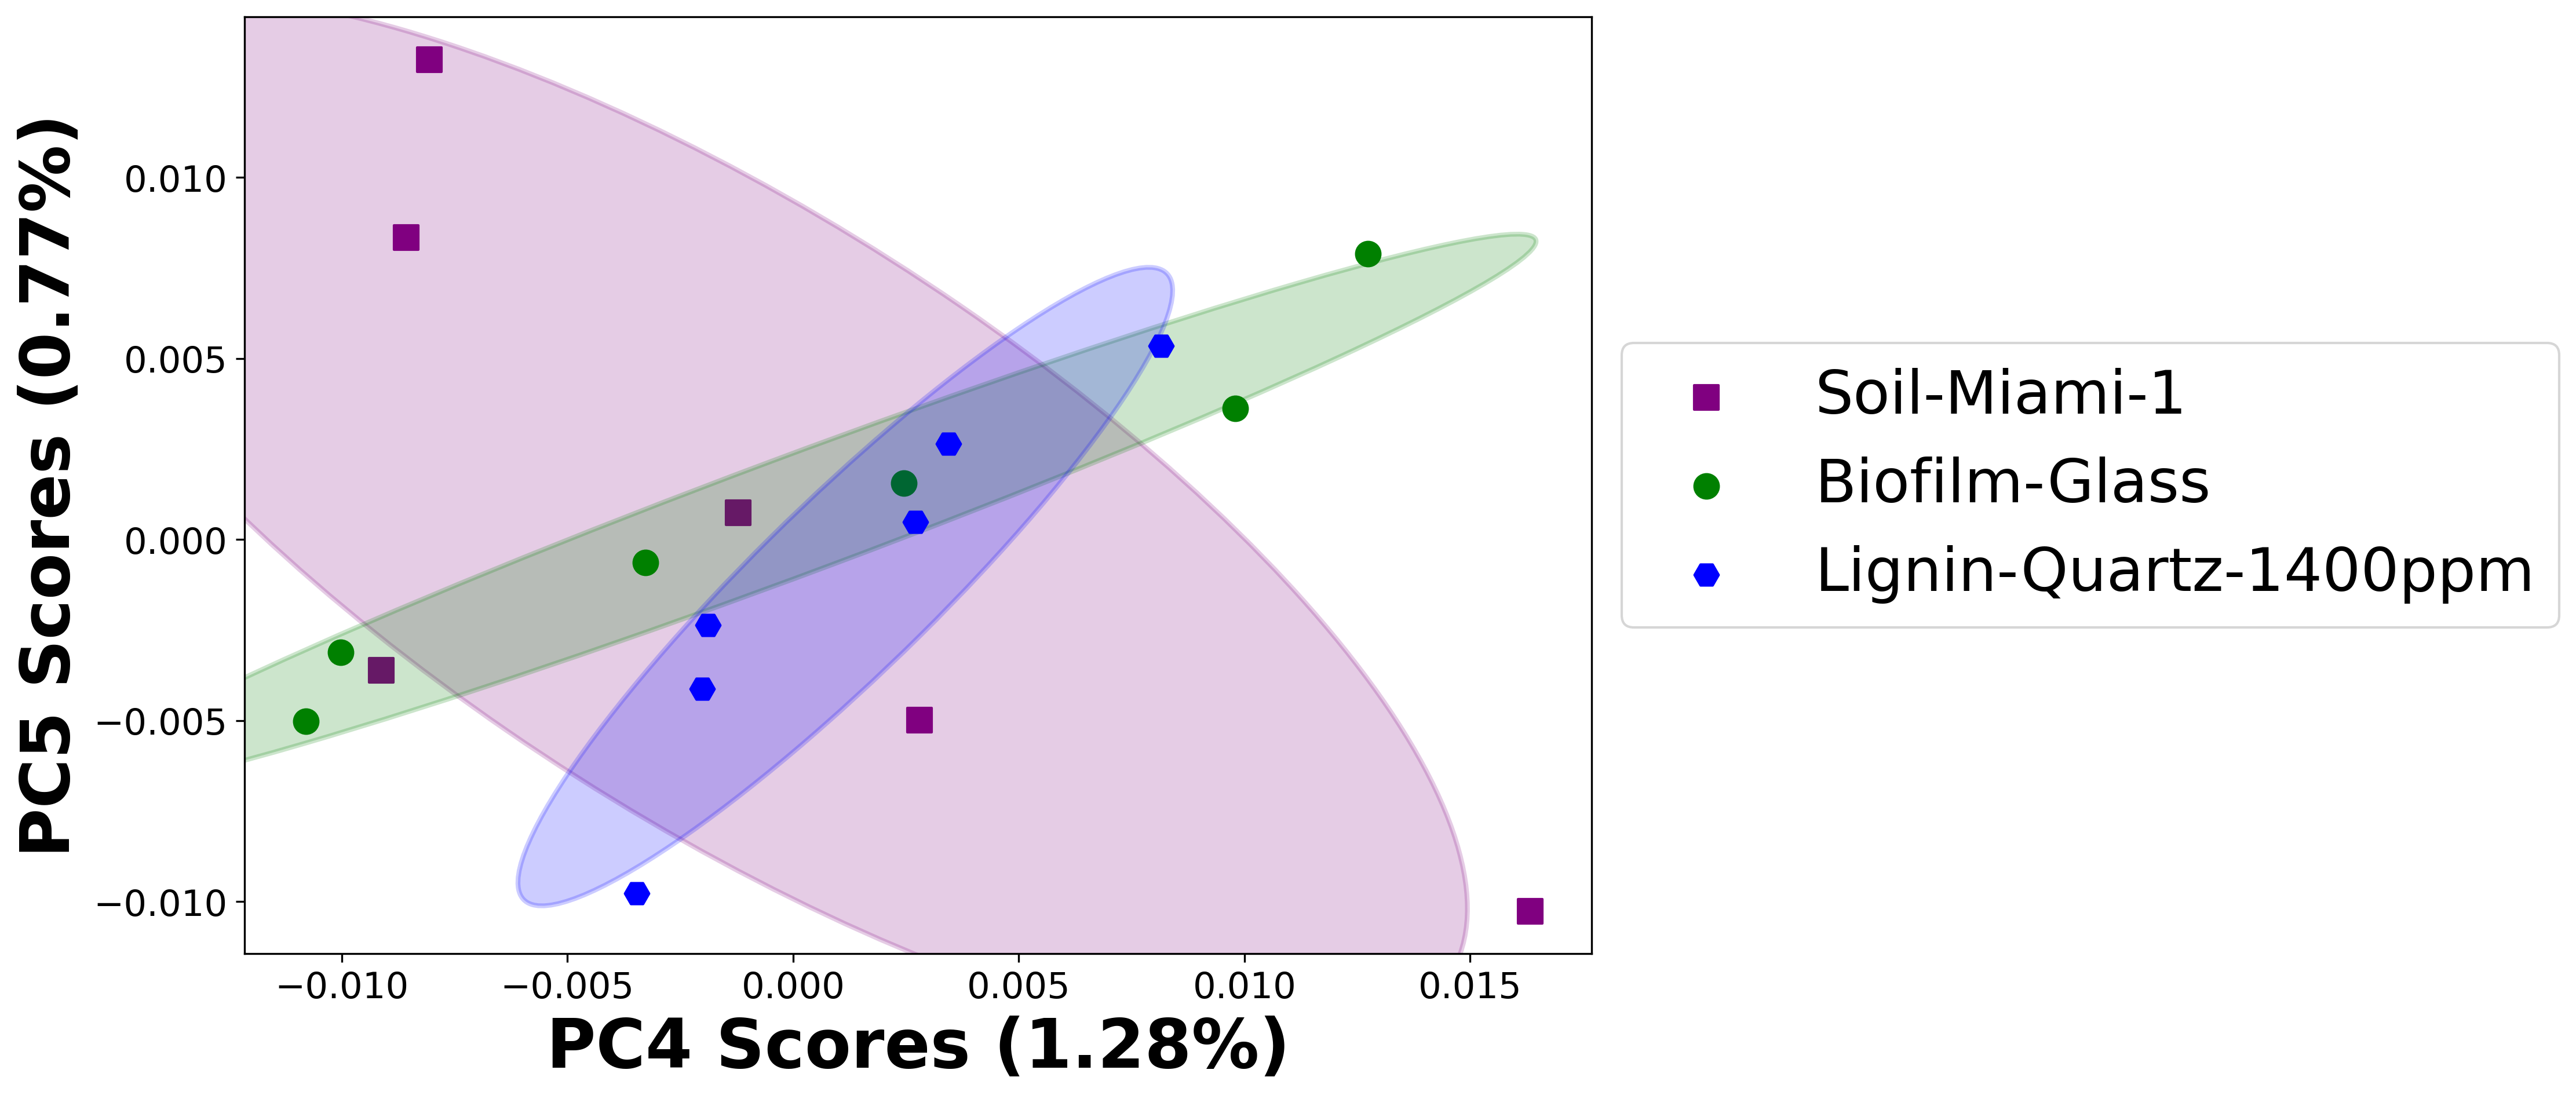 PC5 Scores (0.77%)
0.010
0.005
0.000
−0.005
−0.010
−0.010 −0.005 0.000 0.005 0.010 0.015
PC4 Scores (1.28%)
Soil-Miami-1
Biofilm-Glass
Lignin-Quartz-1400ppm